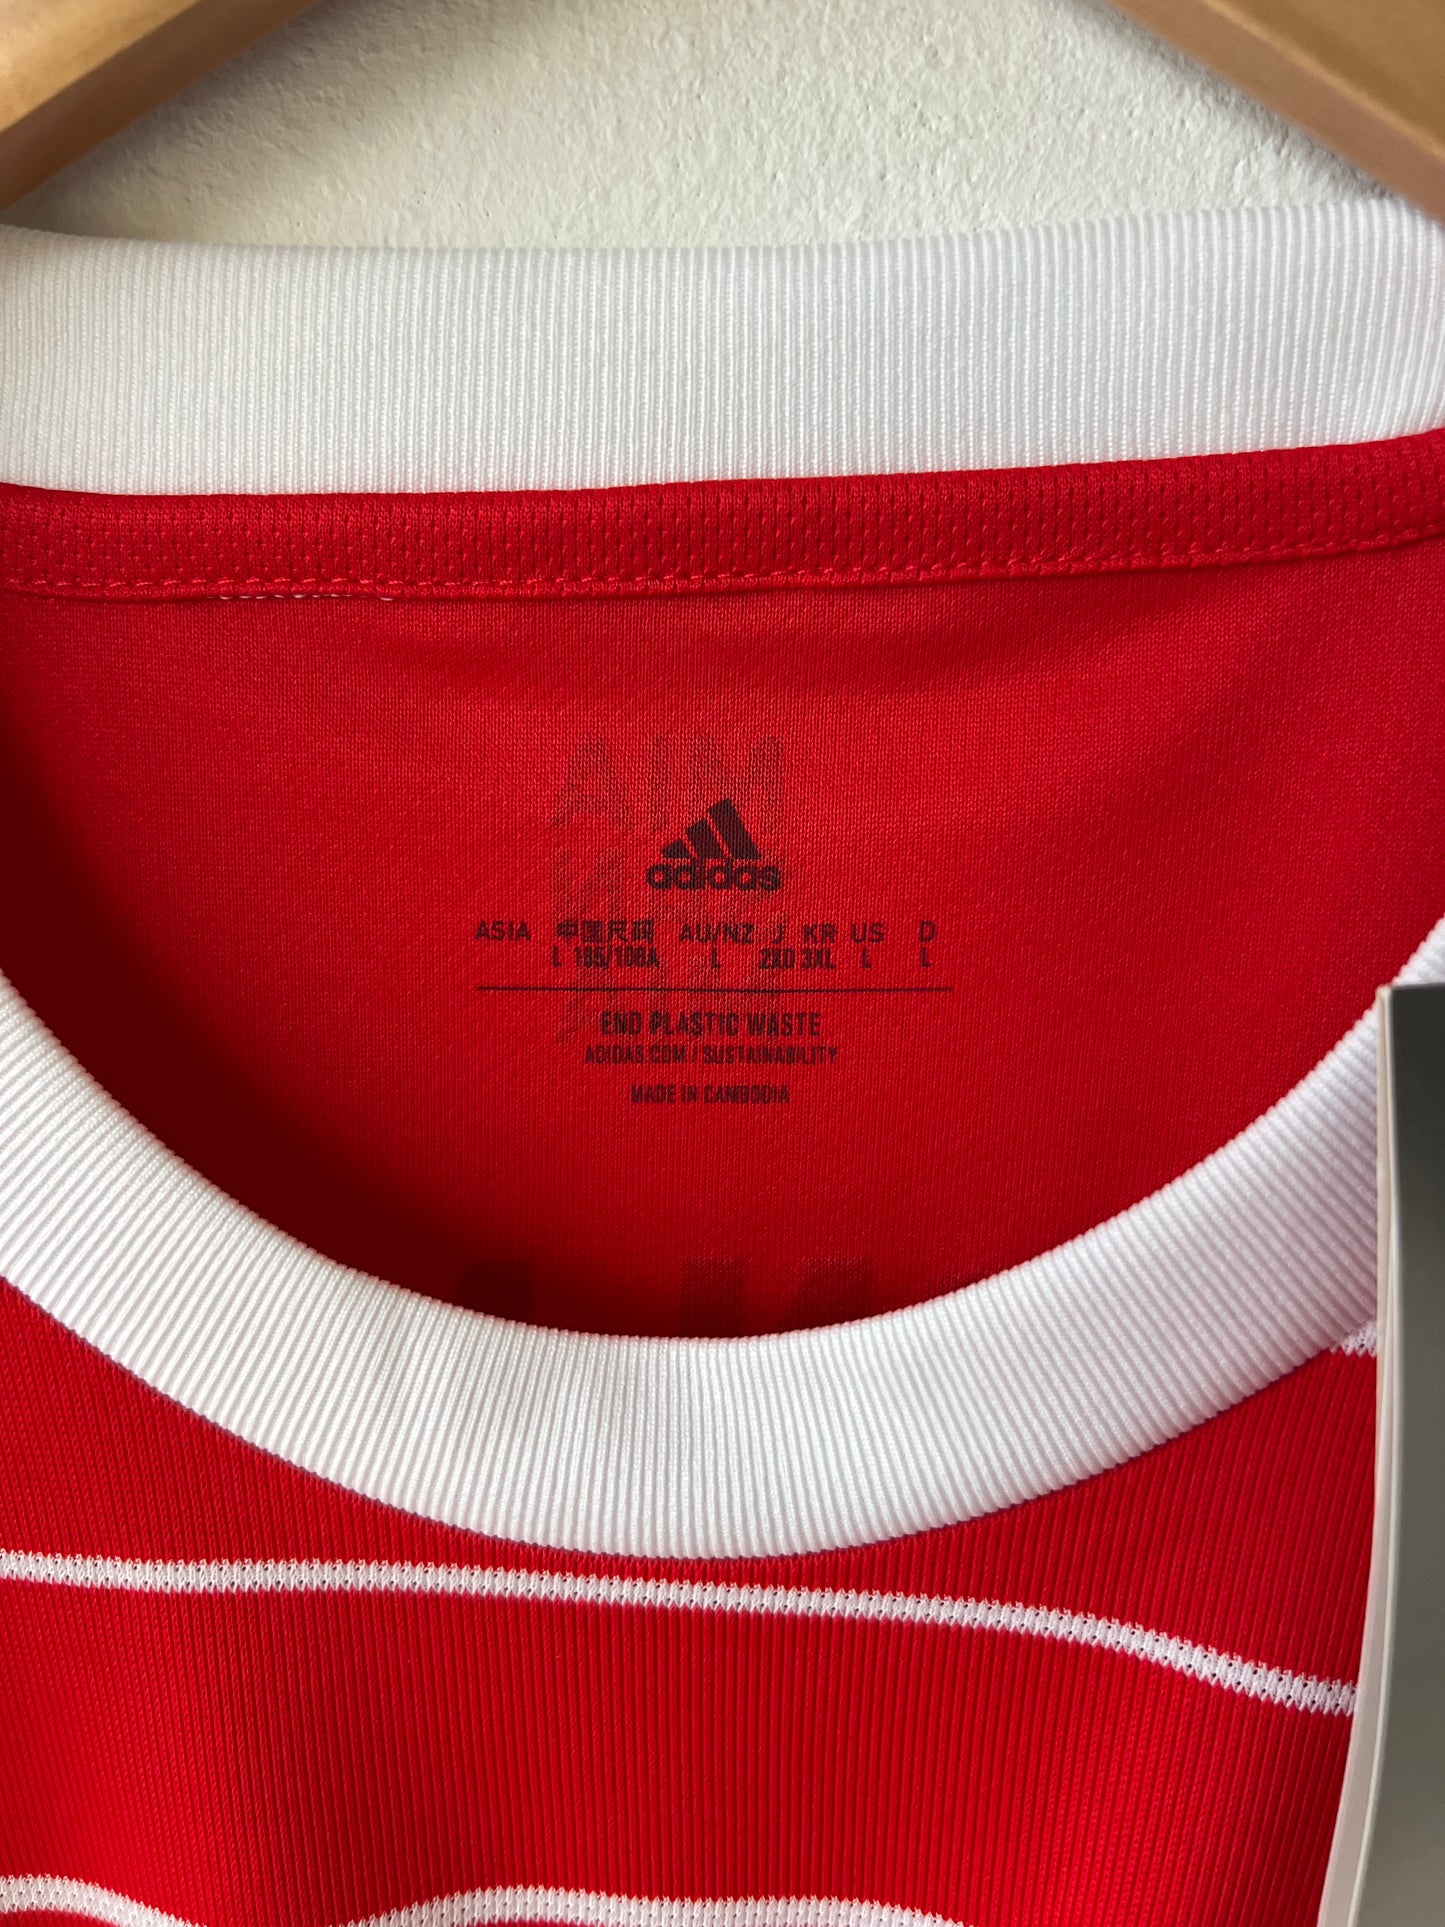 adidas
ASIA 中国尺码 AU/NZ J KR US D
L 185/108A L 2XO 3XL L L
END PLASTIC WASTE
ADIDAS.COM / SUSTAINABILITY
MADE IN CAMBODIA